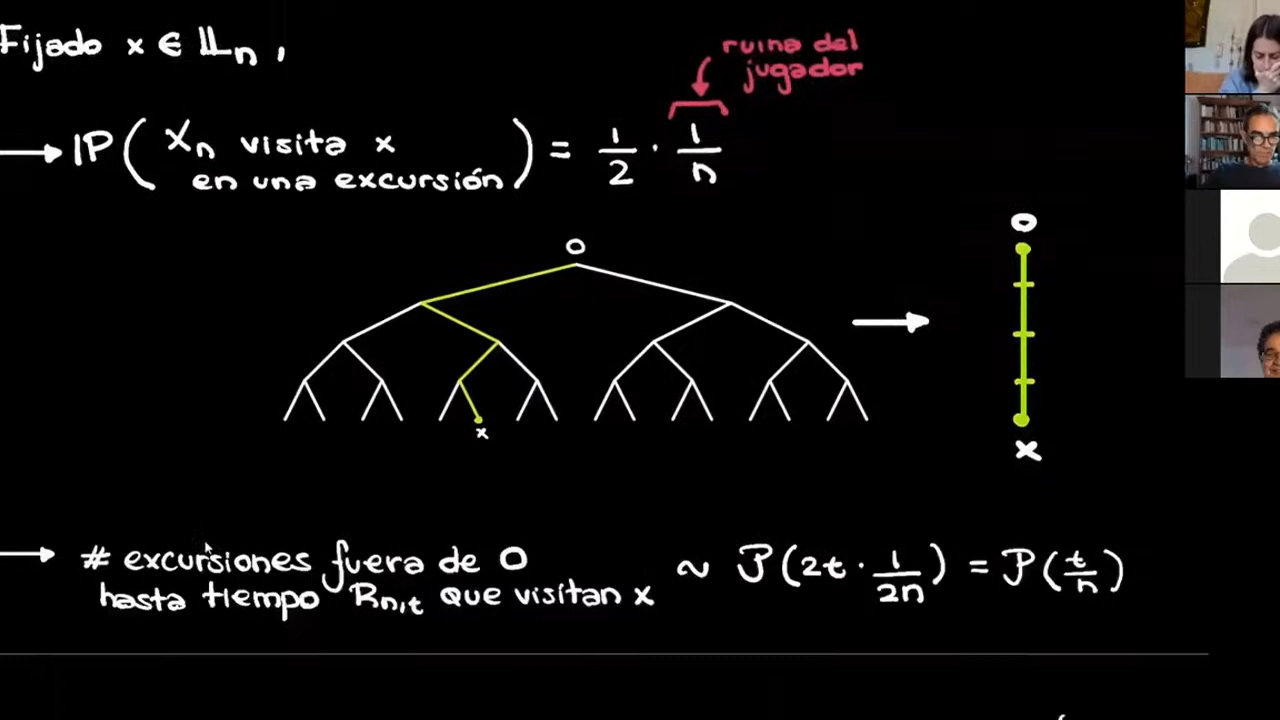 Fijado x ∈ 𝕃n,
ruina del
jugador
→ ℙ( Xn visita x en una excursión ) = 1/2 · 1/n
0
0
x
x
→ # excursiones fuera de 0 ~ 𝒫(2t · 1/2n) = 𝒫(t/n)
hasta tiempo Rn,t que visitan x